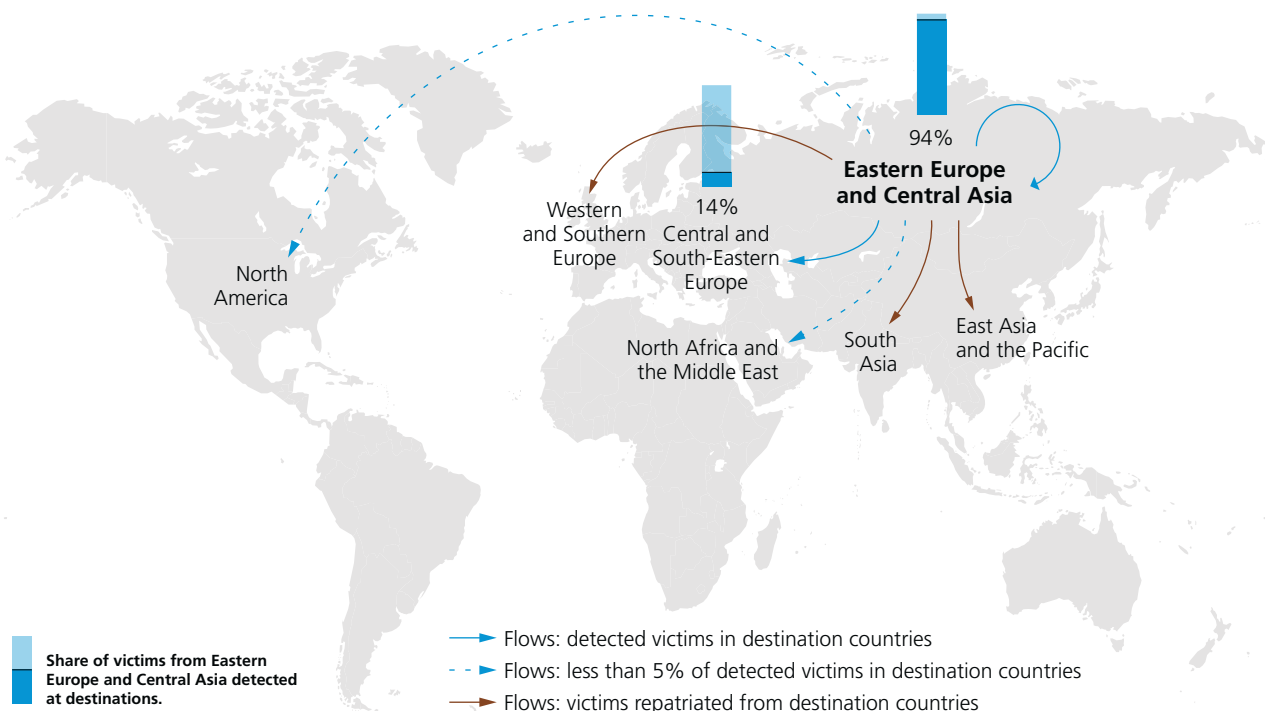 94%
Eastern Europe
and Central Asia
14%
Western
and Southern
Europe
Central and
South-Eastern
Europe
North
America
North Africa and
the Middle East
South
Asia
East Asia
and the Pacific
Share of victims from Eastern
Europe and Central Asia detected
at destinations.
Flows: detected victims in destination countries
Flows: less than 5% of detected victims in destination countries
Flows: victims repatriated from destination countries